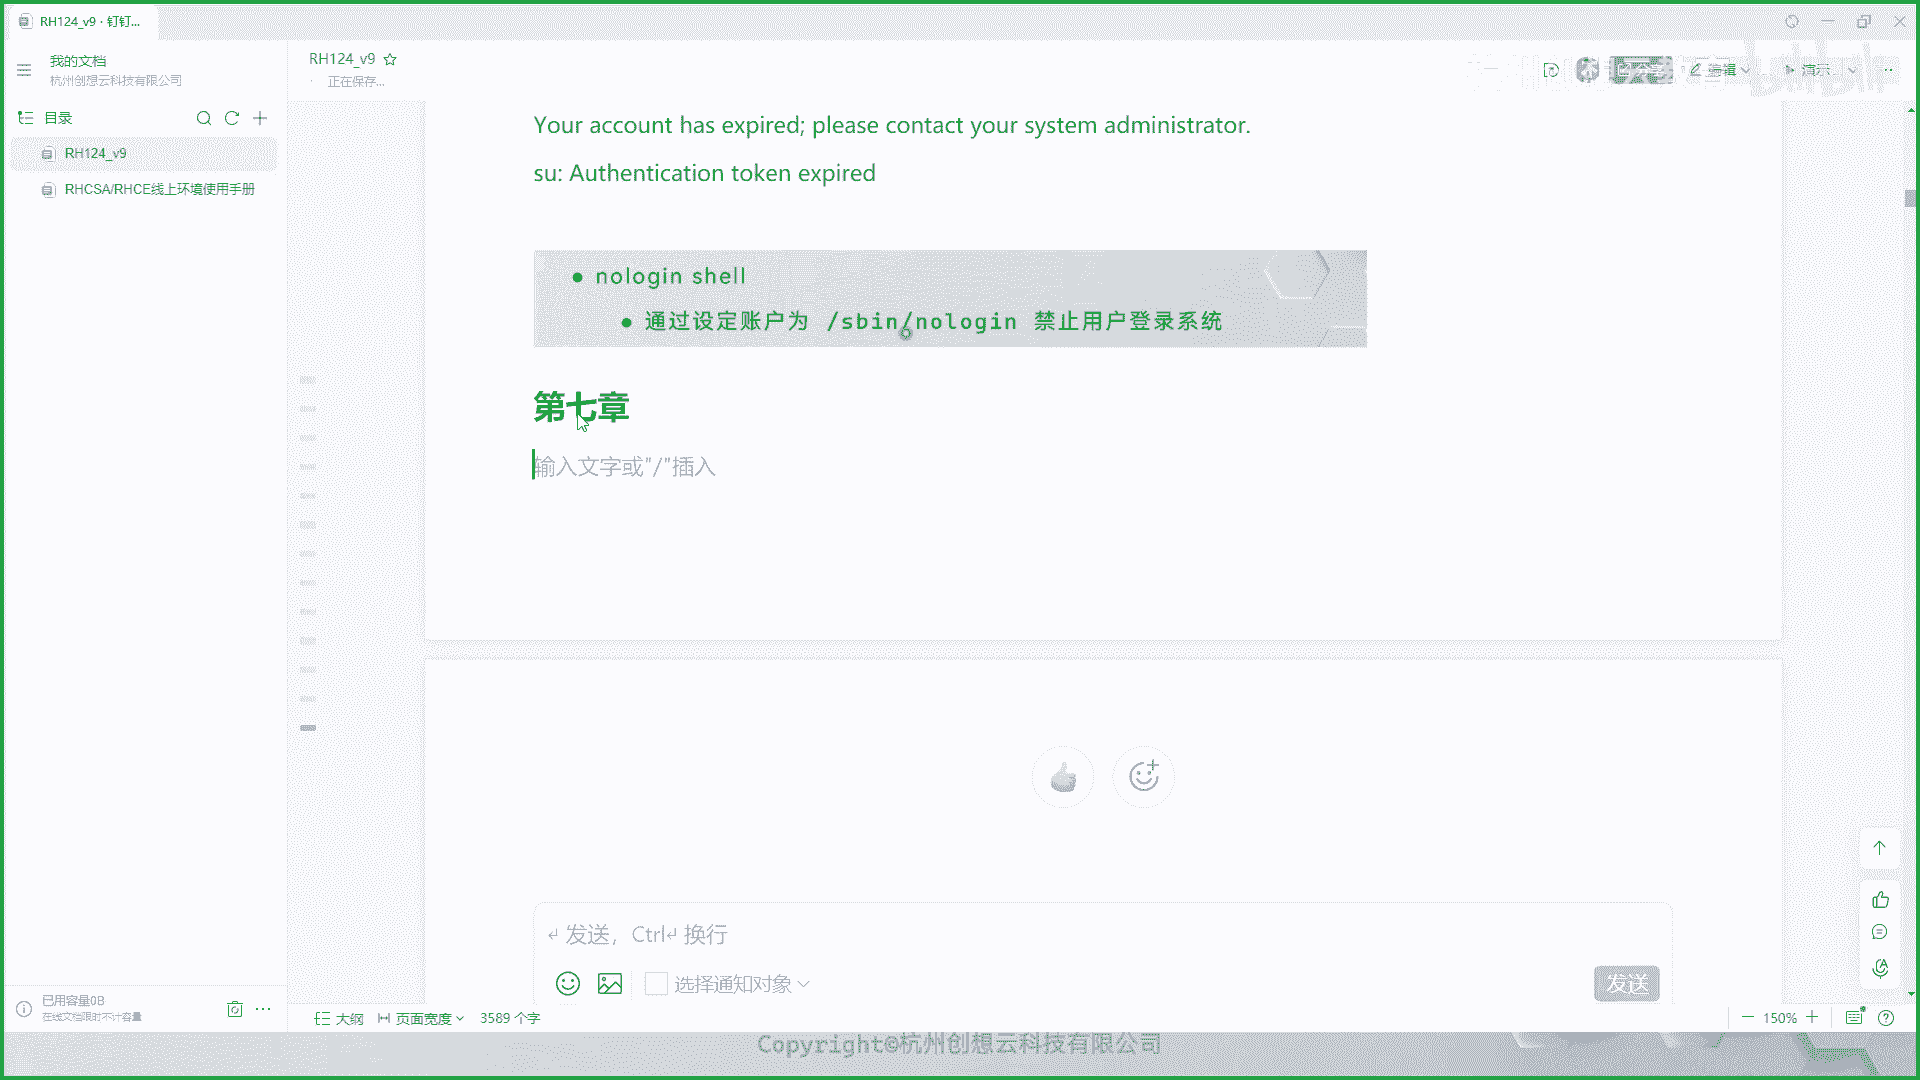 RH124_v9 · 钉钉...
我的文档
杭州创想云科技有限公司
目录
RH124_v9
RHCSA/RHCE线上环境使用手册
RH124_v9
正在保存...
编辑
演示
Your account has expired; please contact your system administrator.
su: Authentication token expired
nologin shell
通过设定账户为 /sbin/nologin 禁止用户登录系统
第七章
输入文字或"/"插入
发送，Ctrl 换行
选择通知对象
发送
已用容量0B
在线文档限时不计容量
大纲
页面宽度
3589 个字
150%
Copyright©杭州创想云科技有限公司